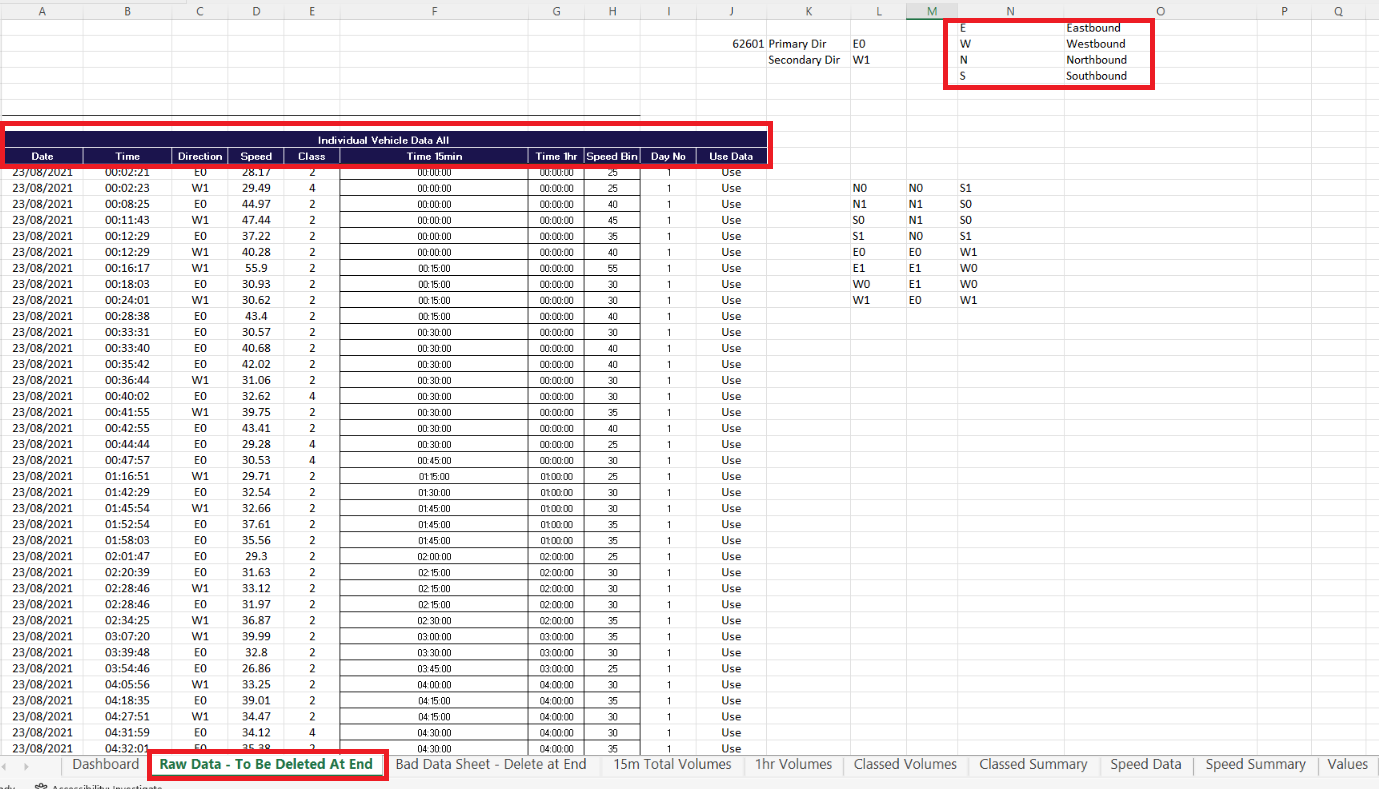 A B C D E F G H I J K L M N O P Q
E Eastbound
62601 Primary Dir E0 W Westbound
Secondary Dir W1 N Northbound
S Southbound
Individual Vehicle Data All
Date Time Direction Speed Class Time 15min Time 1hr Speed Bin Day No Use Data
23/08/2021 00:02:21 E0 28.17 2 00:00:00 00:00:00 25 1 Use
23/08/2021 00:02:23 W1 29.49 4 00:00:00 00:00:00 25 1 Use N0 N0 S1
23/08/2021 00:08:25 E0 44.97 2 00:00:00 00:00:00 40 1 Use N1 N1 S0
23/08/2021 00:11:43 W1 47.44 2 00:00:00 00:00:00 45 1 Use S0 N1 S0
23/08/2021 00:12:29 E0 37.22 2 00:00:00 00:00:00 35 1 Use S1 N0 S1
23/08/2021 00:12:29 W1 40.28 2 00:00:00 00:00:00 40 1 Use E0 E0 W1
23/08/2021 00:16:17 W1 55.9 2 00:15:00 00:00:00 55 1 Use E1 E1 W0
23/08/2021 00:18:03 E0 30.93 2 00:15:00 00:00:00 30 1 Use W0 E1 W0
23/08/2021 00:24:01 W1 30.62 2 00:15:00 00:00:00 30 1 Use W1 E0 W1
23/08/2021 00:28:38 E0 43.4 2 00:15:00 00:00:00 40 1 Use
23/08/2021 00:33:31 E0 30.57 2 00:30:00 00:00:00 30 1 Use
23/08/2021 00:33:40 E0 40.68 2 00:30:00 00:00:00 40 1 Use
23/08/2021 00:35:42 E0 42.02 2 00:30:00 00:00:00 40 1 Use
23/08/2021 00:36:44 W1 31.06 2 00:30:00 00:00:00 30 1 Use
23/08/2021 00:40:02 E0 32.62 4 00:30:00 00:00:00 30 1 Use
23/08/2021 00:41:55 W1 39.75 2 00:30:00 00:00:00 35 1 Use
23/08/2021 00:42:55 E0 43.41 2 00:30:00 00:00:00 40 1 Use
23/08/2021 00:44:44 E0 29.28 4 00:30:00 00:00:00 25 1 Use
23/08/2021 00:47:57 E0 30.53 4 00:45:00 00:00:00 30 1 Use
23/08/2021 01:16:51 W1 29.71 2 01:15:00 01:00:00 25 1 Use
23/08/2021 01:42:29 E0 32.54 2 01:30:00 01:00:00 30 1 Use
23/08/2021 01:45:54 W1 32.66 2 01:45:00 01:00:00 30 1 Use
23/08/2021 01:52:54 E0 37.61 2 01:45:00 01:00:00 35 1 Use
23/08/2021 01:58:03 E0 35.56 2 01:45:00 01:00:00 35 1 Use
23/08/2021 02:01:47 E0 29.3 2 02:00:00 02:00:00 25 1 Use
23/08/2021 02:20:39 E0 31.63 2 02:15:00 02:00:00 30 1 Use
23/08/2021 02:28:46 W1 33.12 2 02:15:00 02:00:00 30 1 Use
23/08/2021 02:28:46 E0 31.97 2 02:15:00 02:00:00 30 1 Use
23/08/2021 02:34:25 W1 36.87 2 02:30:00 02:00:00 35 1 Use
23/08/2021 03:07:20 W1 39.99 2 03:00:00 03:00:00 35 1 Use
23/08/2021 03:39:48 E0 32.8 2 03:30:00 03:00:00 30 1 Use
23/08/2021 03:54:46 E0 26.86 2 03:45:00 03:00:00 25 1 Use
23/08/2021 04:05:56 W1 33.25 2 04:00:00 04:00:00 30 1 Use
23/08/2021 04:18:35 E0 39.01 2 04:15:00 04:00:00 35 1 Use
23/08/2021 04:27:51 W1 34.47 2 04:15:00 04:00:00 30 1 Use
23/08/2021 04:31:59 E0 34.12 4 04:30:00 04:00:00 30 1 Use
23/08/2021 04:32:01 E0 35.38 2 04:30:00 04:00:00 35 1 Use
Dashboard Raw Data - To Be Deleted At End Bad Data Sheet - Delete at End 15m Total Volumes 1hr Volumes Classed Volumes Classed Summary Speed Data Speed Summary Values
Accessibility: Investigate